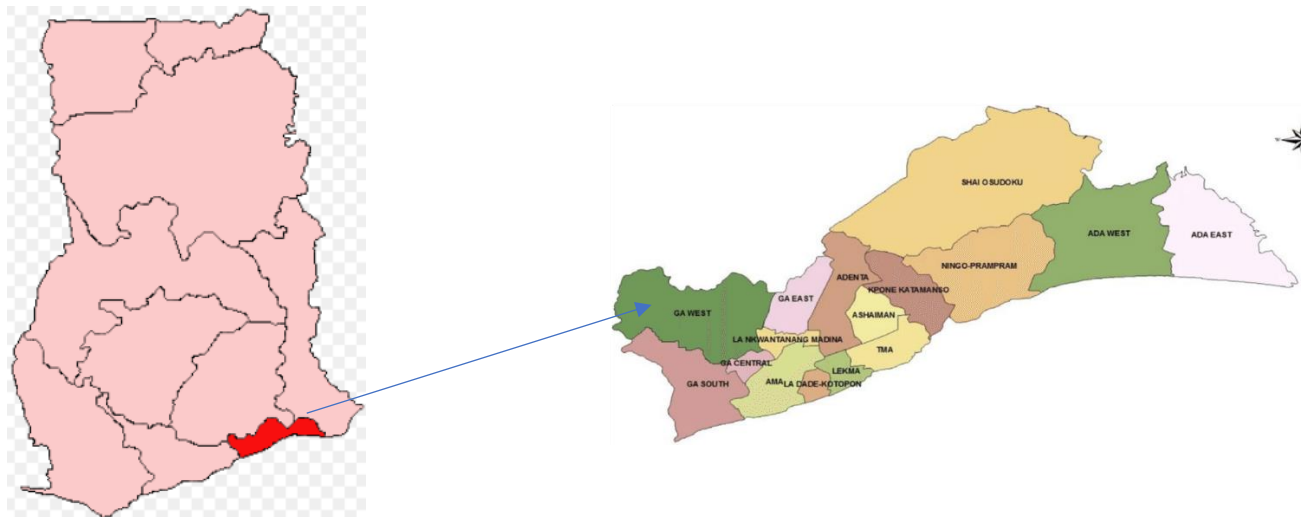 SHAI OSUDOKU
ADA WEST
ADA EAST
NINGO-PRAMPRAM
ADENTA
KPONE KATAMANSO
GA EAST
GA WEST
ASHAIMAN
LA NKWANTANANG MADINA
TMA
GA CENTRAL
LEKMA
GA SOUTH
AMA
LA DADE-KOTOPON